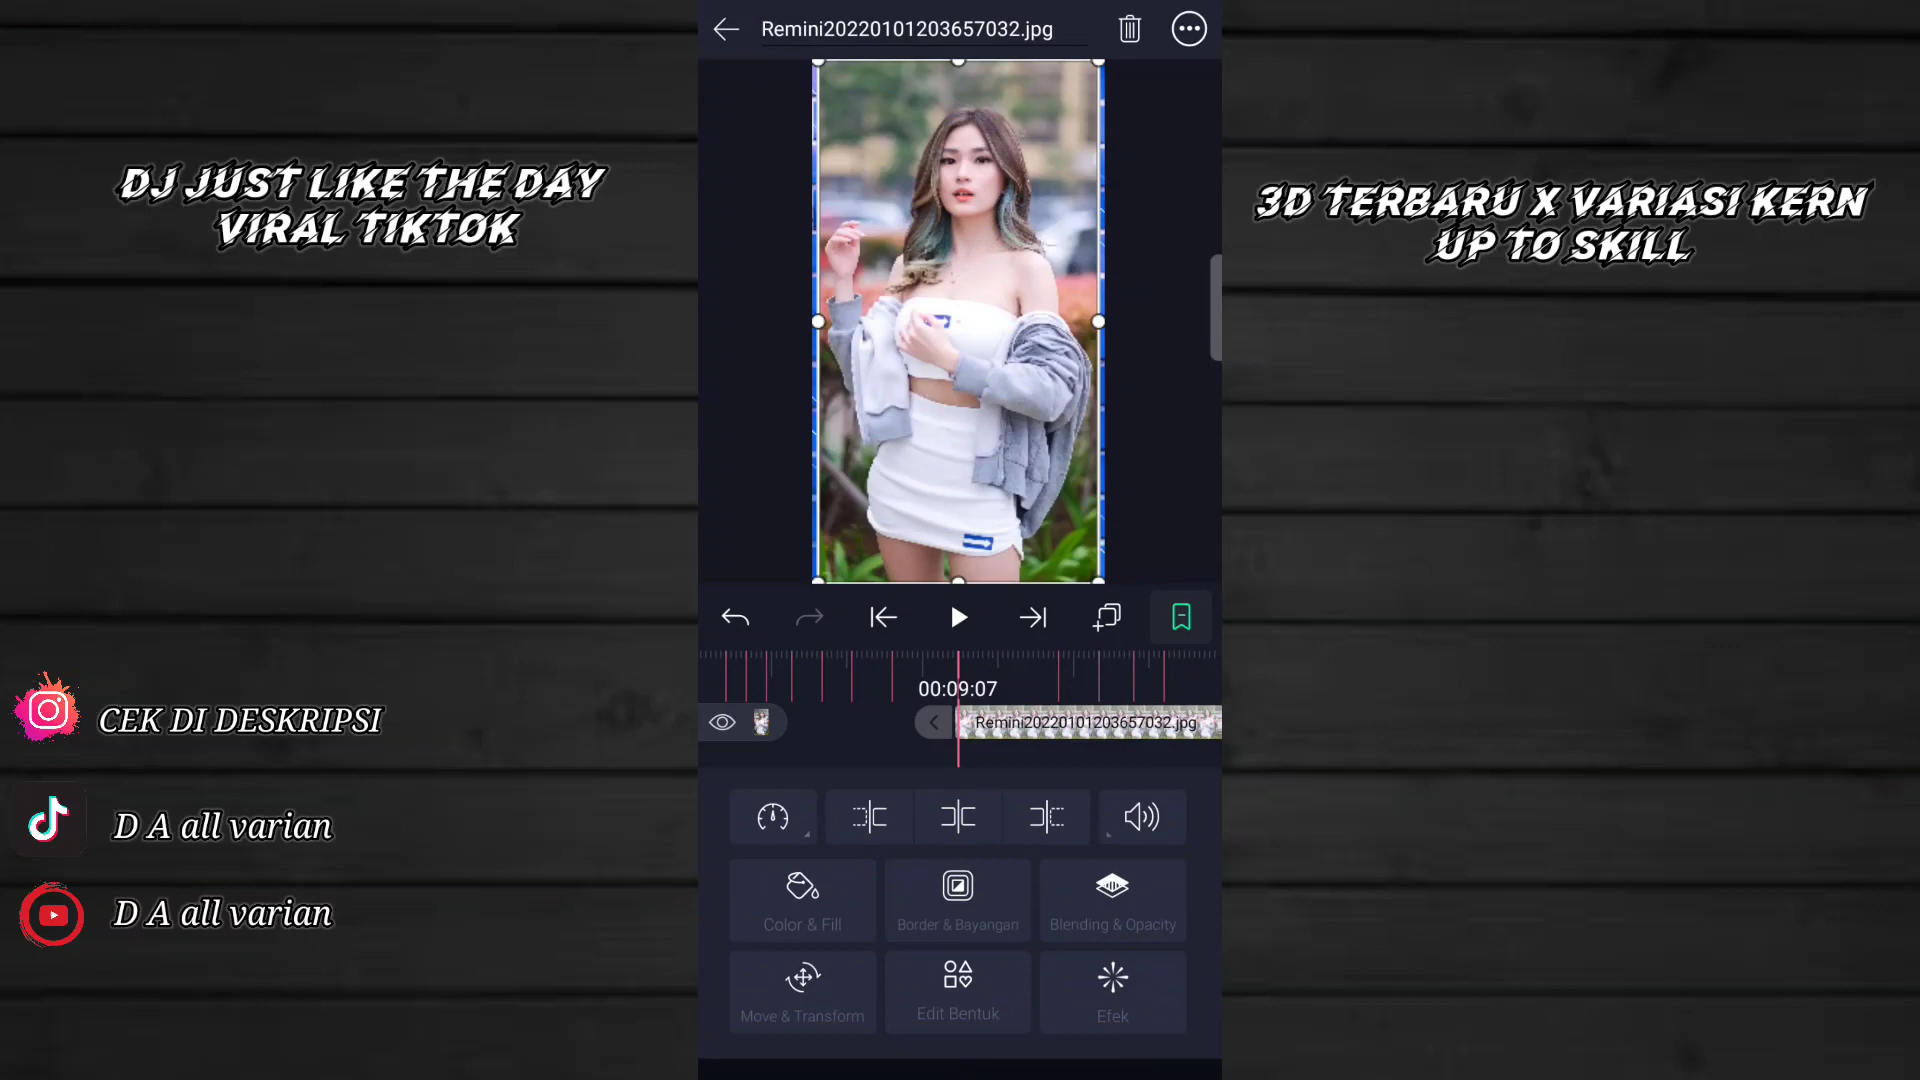 Remini20220101203657032.jpg
DJ JUST LIKE THE DAY
VIRAL TIKTOK
3D TERBARU X VARIASI KERN
UP TO SKILL
00:09:07
Remini20220101203657032.jpg
CEK DI DESKRIPSI
D A all varian
D A all varian
Color & Fill
Border & Bayangan
Blending & Opacity
Move & Transform
Edit Bentuk
Efek